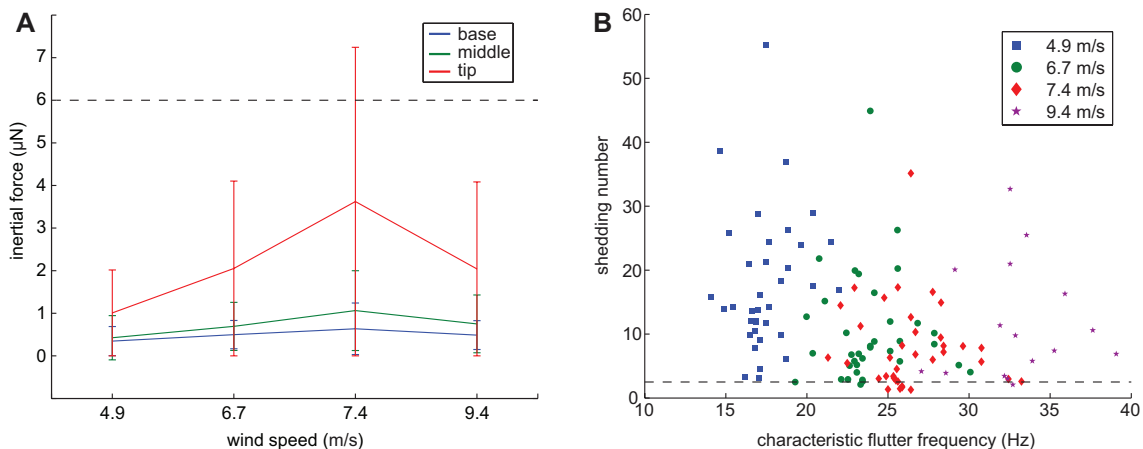 A
inertial force (μN)
7
6
5
4
3
2
1
0
base
middle
tip
4.9
6.7
7.4
9.4
wind speed (m/s)
B
shedding number
60
50
40
30
20
10
0
4.9 m/s
6.7 m/s
7.4 m/s
9.4 m/s
10
15
20
25
30
35
40
characteristic flutter frequency (Hz)